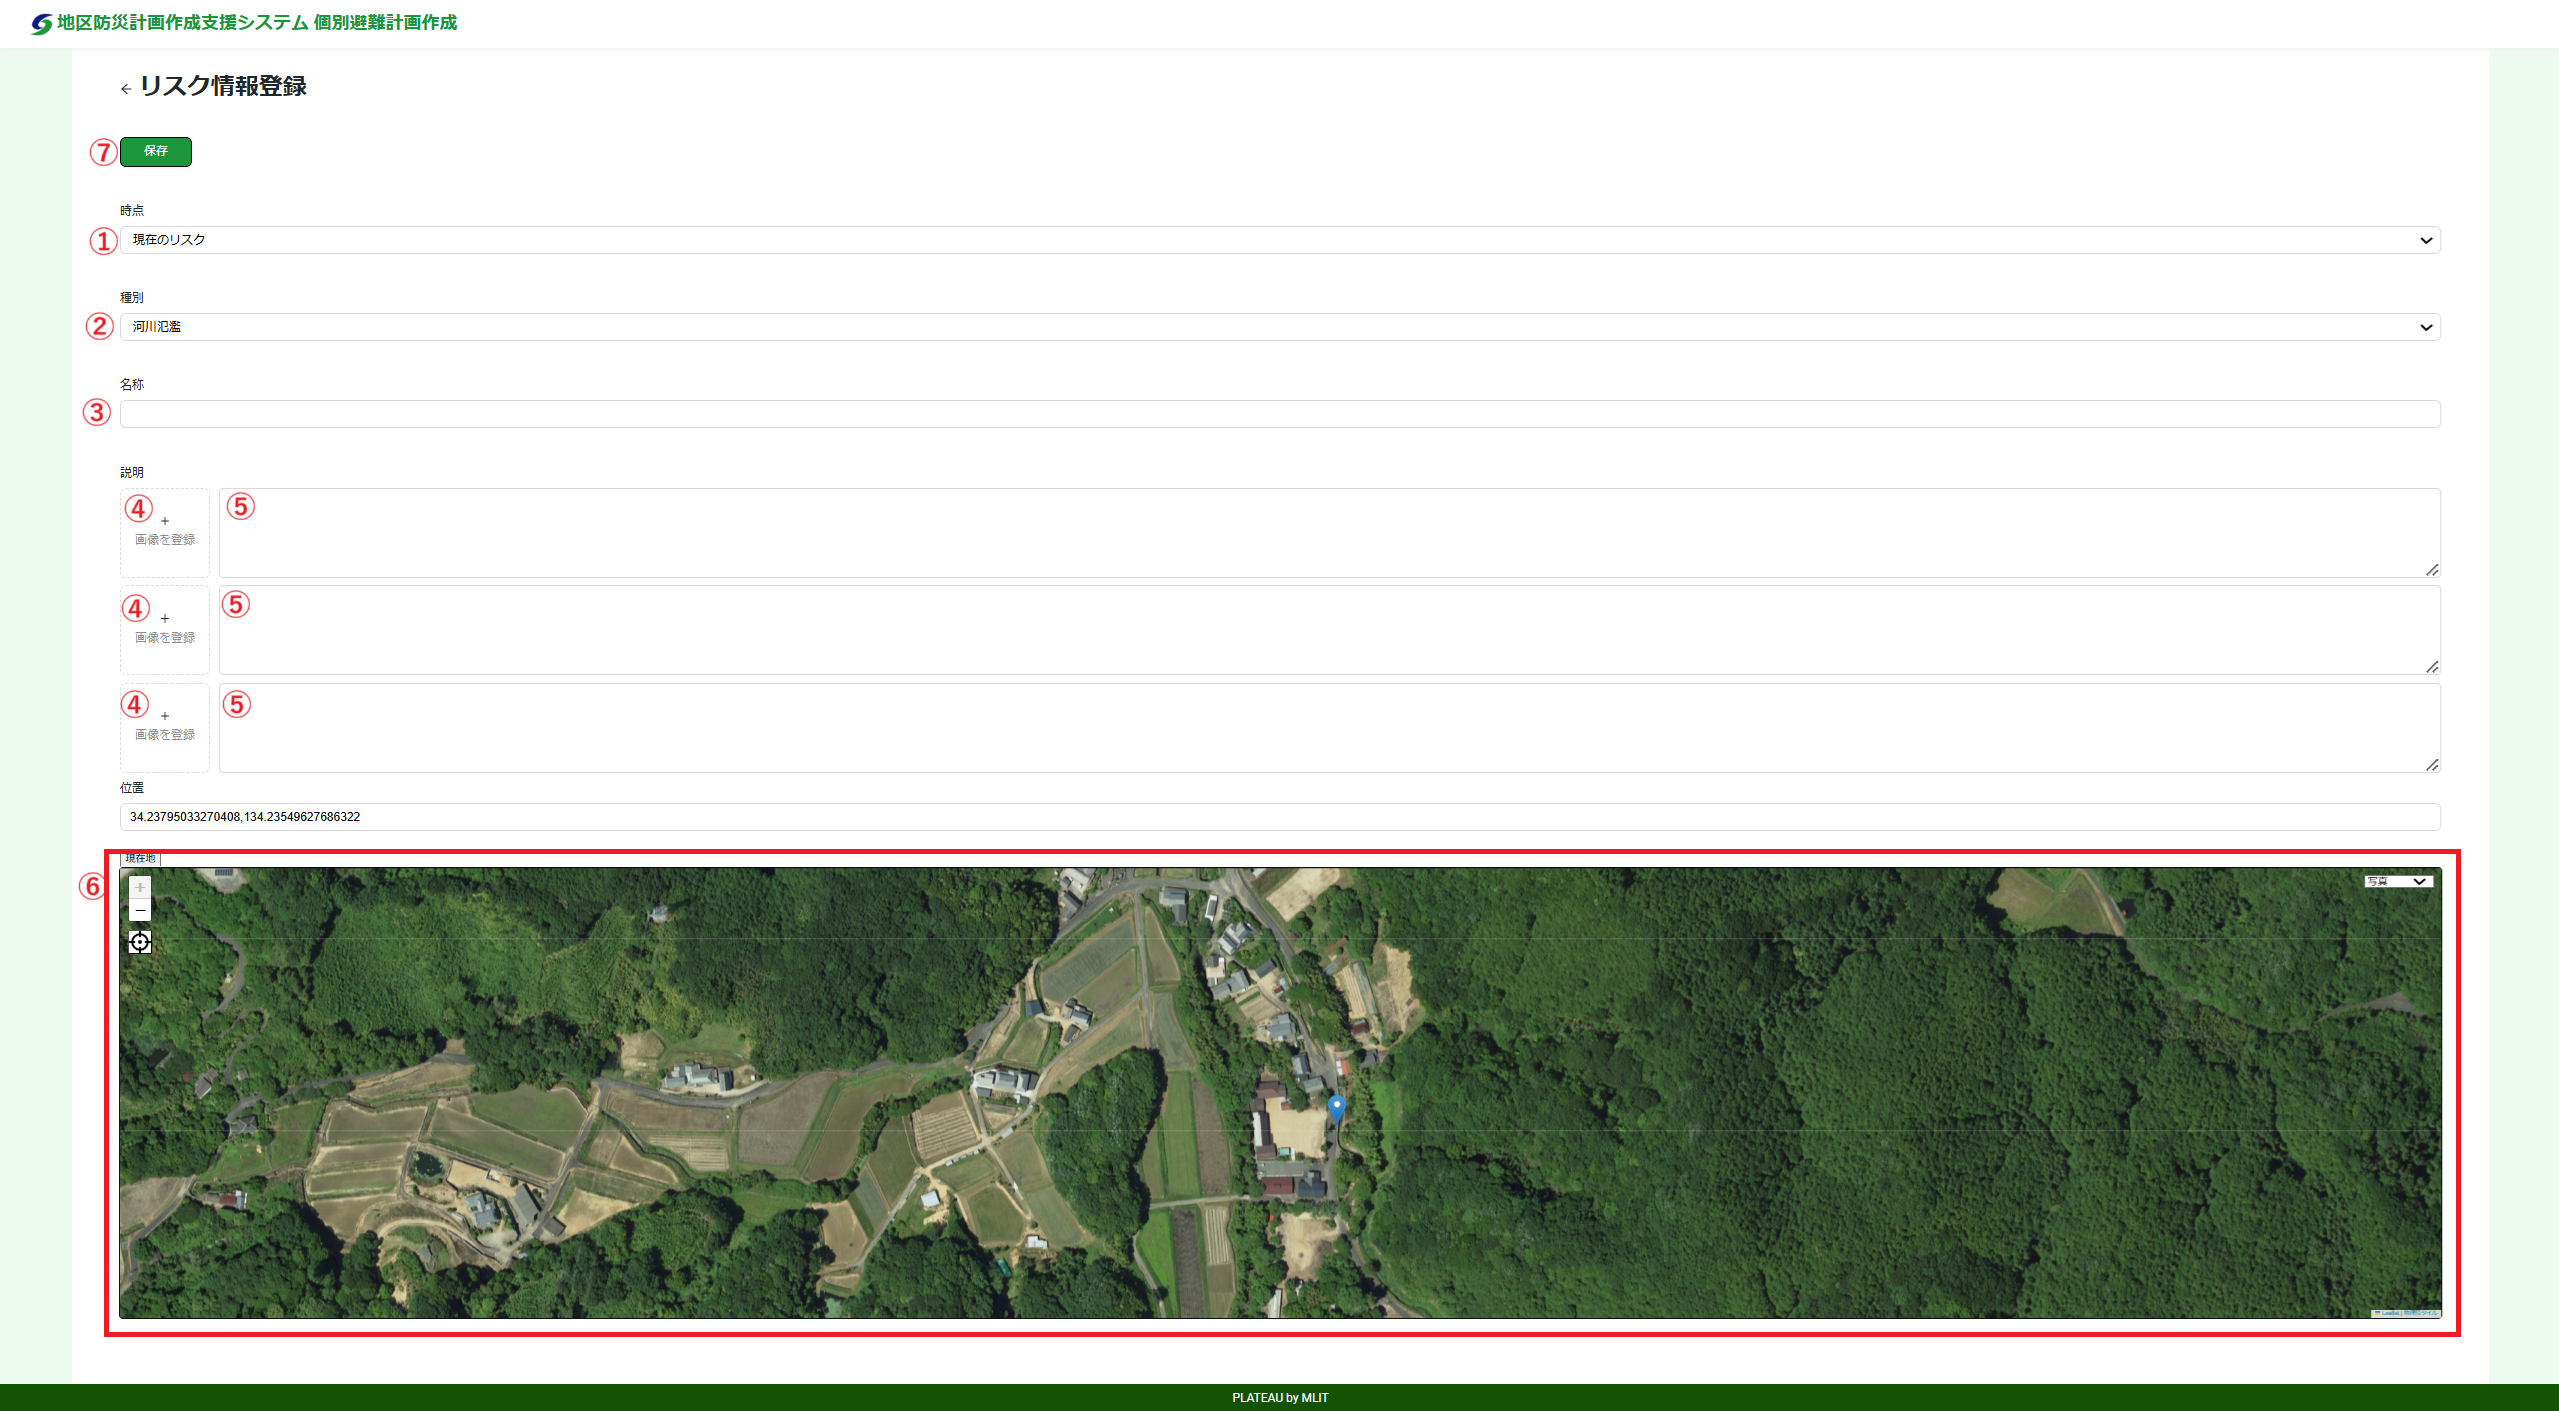 地区防災計画作成支援システム 個別避難計画作成
← リスク情報登録
⑦ 保存
時点
① 現在のリスク
種別
② 河川氾濫
名称
③
説明
④ ⑤
+
画像を登録
④ ⑤
+
画像を登録
④ ⑤
+
画像を登録
位置
34.23795033270408,134.23549627686322
現在地
⑥
+
−
写真
PLATEAU by MLIT